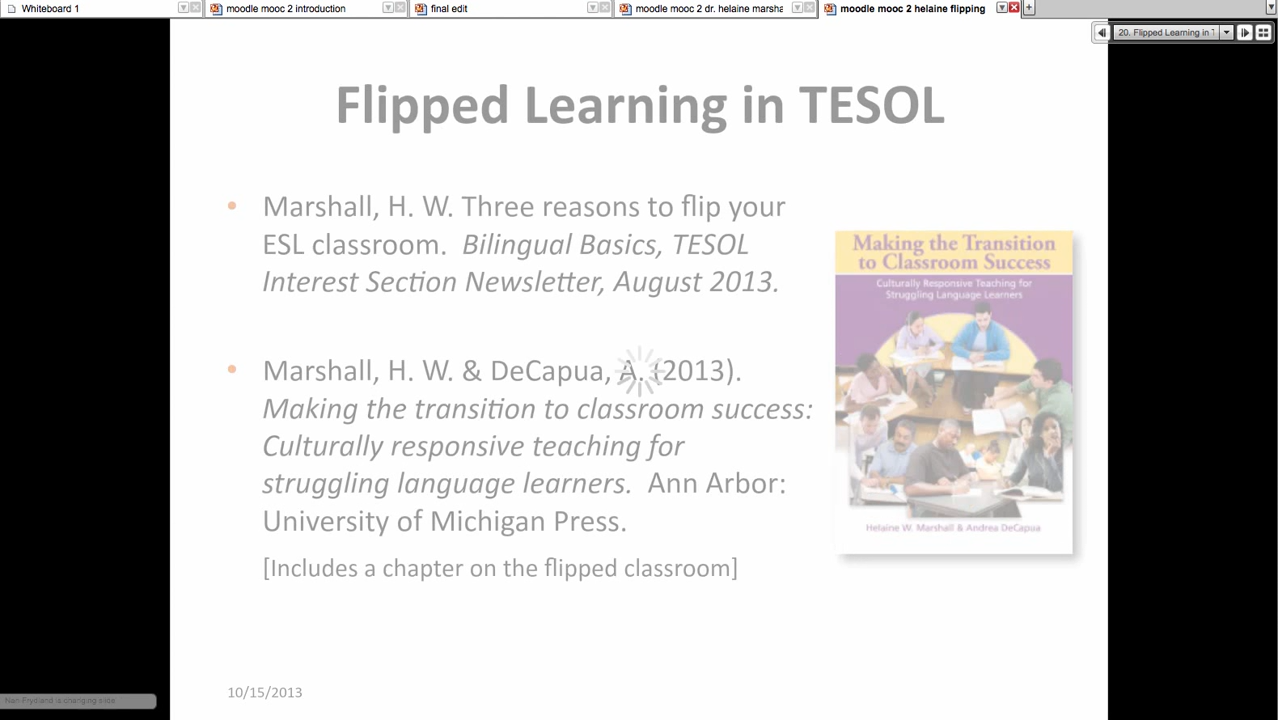 Whiteboard 1
moodle mooc 2 introduction
final edit
moodle mooc 2 dr. helaine marsha
moodle mooc 2 helaine flipping
20. Flipped Learning in T
Flipped Learning in TESOL
• Marshall, H. W. Three reasons to flip your
ESL classroom. Bilingual Basics, TESOL
Interest Section Newsletter, August 2013.
• Marshall, H. W. & DeCapua, A. (2013).
Making the transition to classroom success:
Culturally responsive teaching for
struggling language learners. Ann Arbor:
University of Michigan Press.
[Includes a chapter on the flipped classroom]
Making the Transition
to Classroom Success
Culturally Responsive Teaching for
Struggling Language Learners
Helaine W. Marshall & Andrea DeCapua
10/15/2013
is changing slide